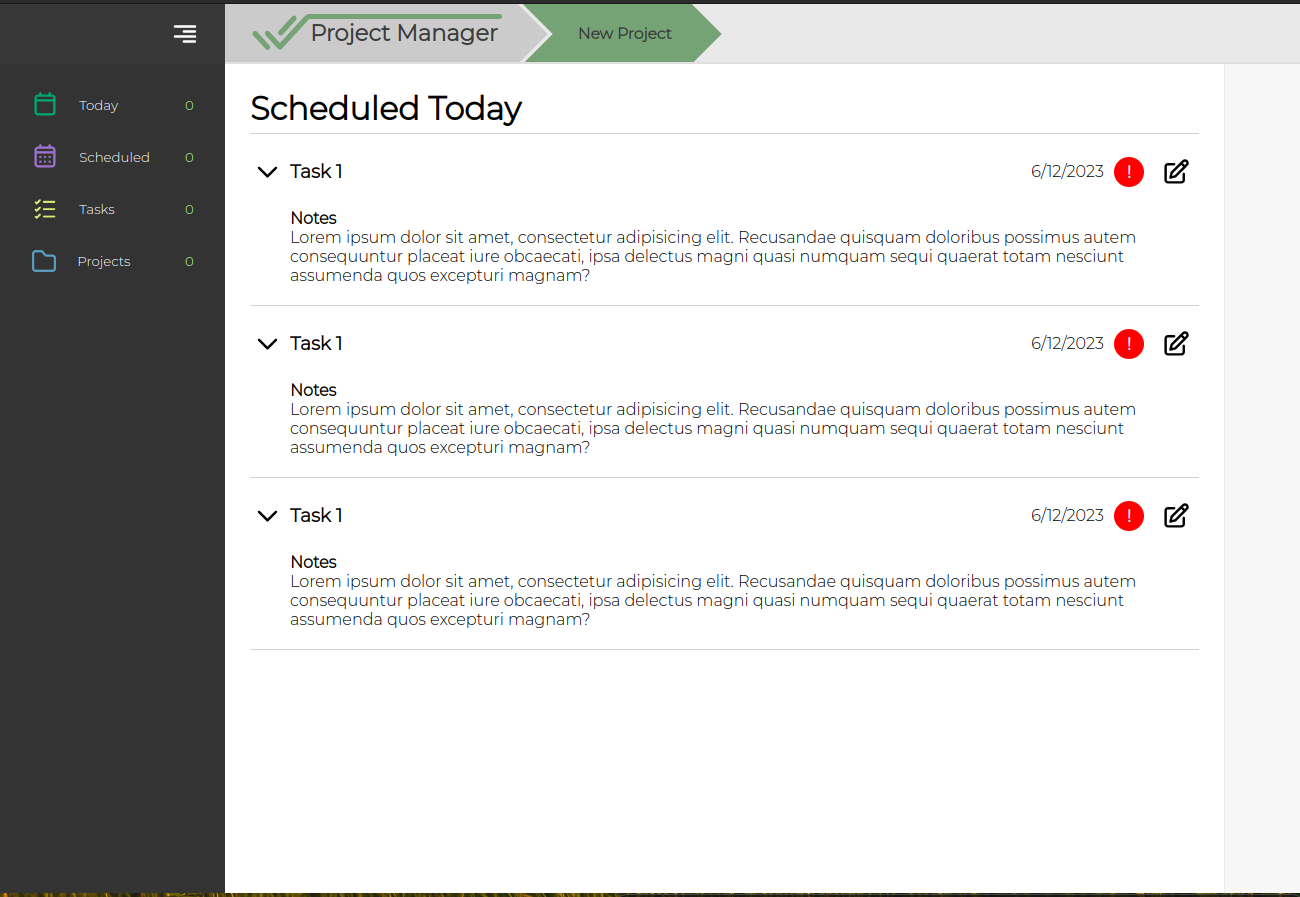 Project Manager
New Project
Today 0
Scheduled 0
Tasks 0
Projects 0
Scheduled Today
Task 1 6/12/2023 !
Notes
Lorem ipsum dolor sit amet, consectetur adipisicing elit. Recusandae quisquam doloribus possimus autem
consequuntur placeat iure obcaecati, ipsa delectus magni quasi numquam sequi quaerat totam nesciunt
assumenda quos excepturi magnam?
Task 1 6/12/2023 !
Notes
Lorem ipsum dolor sit amet, consectetur adipisicing elit. Recusandae quisquam doloribus possimus autem
consequuntur placeat iure obcaecati, ipsa delectus magni quasi numquam sequi quaerat totam nesciunt
assumenda quos excepturi magnam?
Task 1 6/12/2023 !
Notes
Lorem ipsum dolor sit amet, consectetur adipisicing elit. Recusandae quisquam doloribus possimus autem
consequuntur placeat iure obcaecati, ipsa delectus magni quasi numquam sequi quaerat totam nesciunt
assumenda quos excepturi magnam?